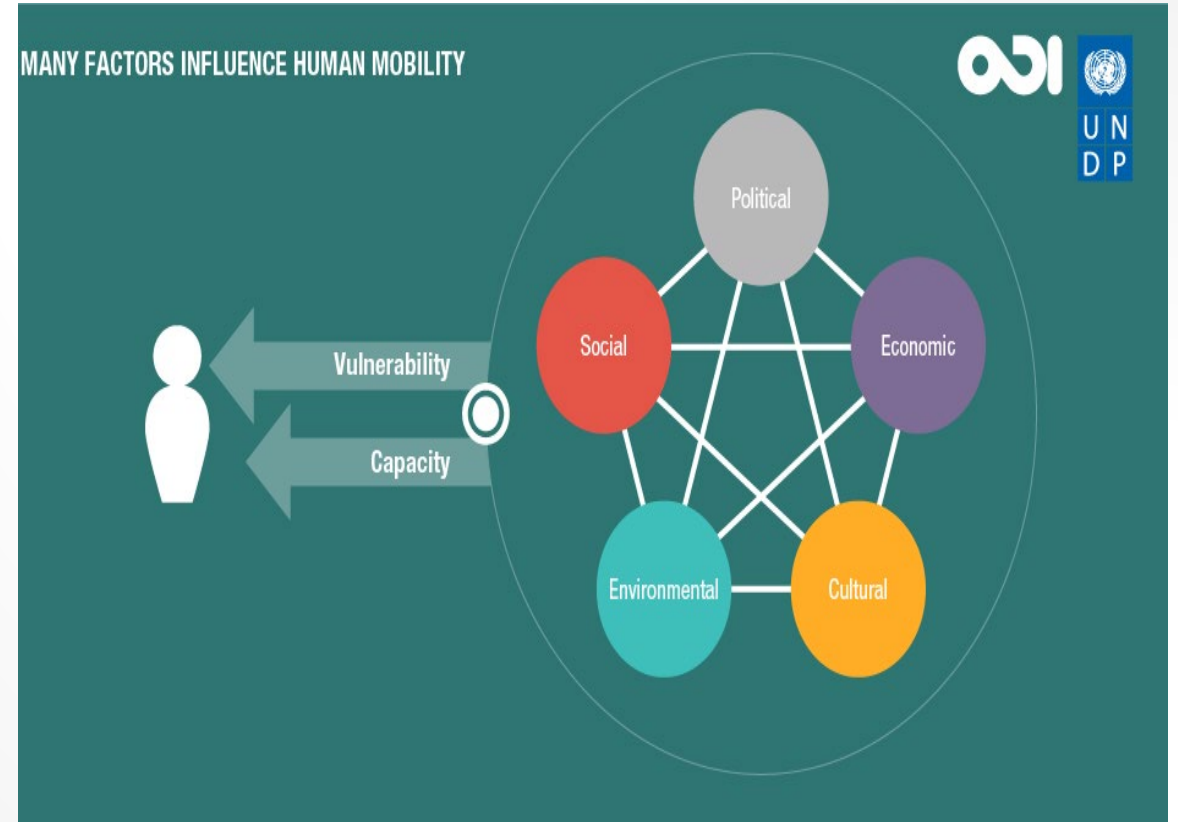 MANY FACTORS INFLUENCE HUMAN MOBILITY
ODI
U N
D P
Political
Social
Economic
Vulnerability
Capacity
Environmental
Cultural